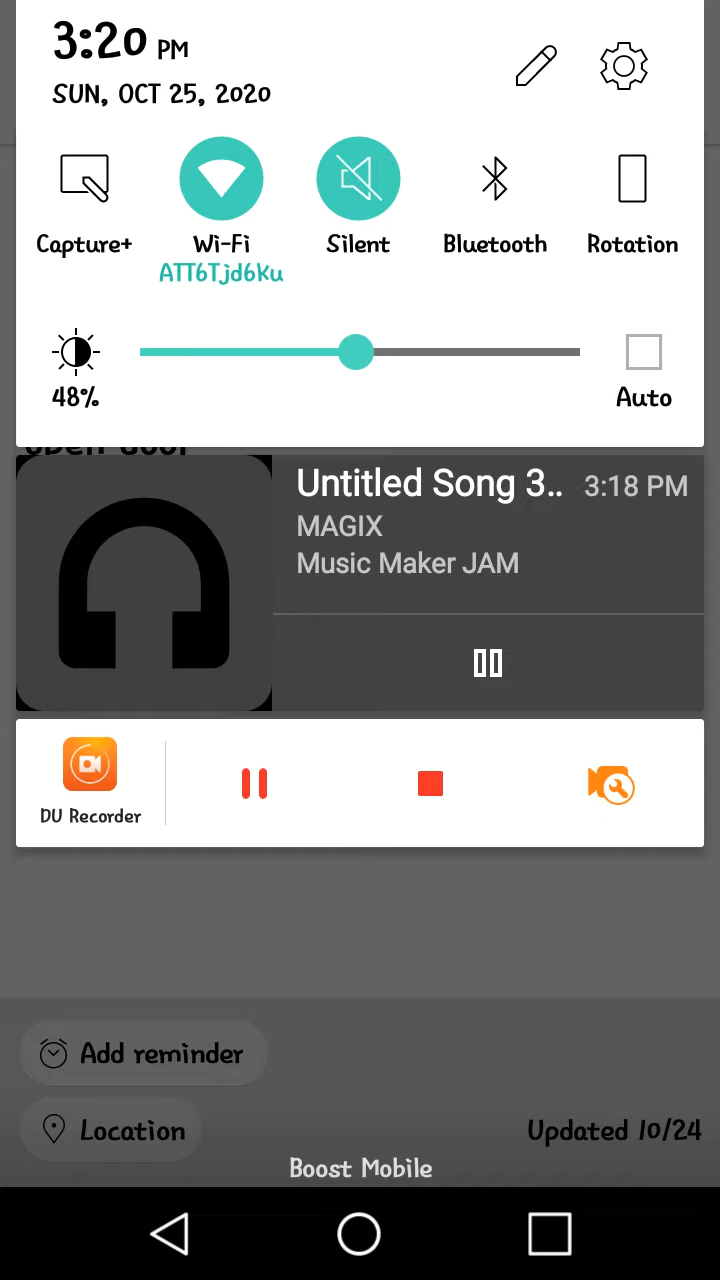 3:20 PM
SUN, OCT 25, 2020
Capture+
Wi-Fi
ATT6Tjd6Ku
Silent
Bluetooth
Rotation
48%
Auto
Untitled Song 3.. 3:18 PM
MAGIX
Music Maker JAM
DU Recorder
Add reminder
Location
Updated 10/24
Boost Mobile